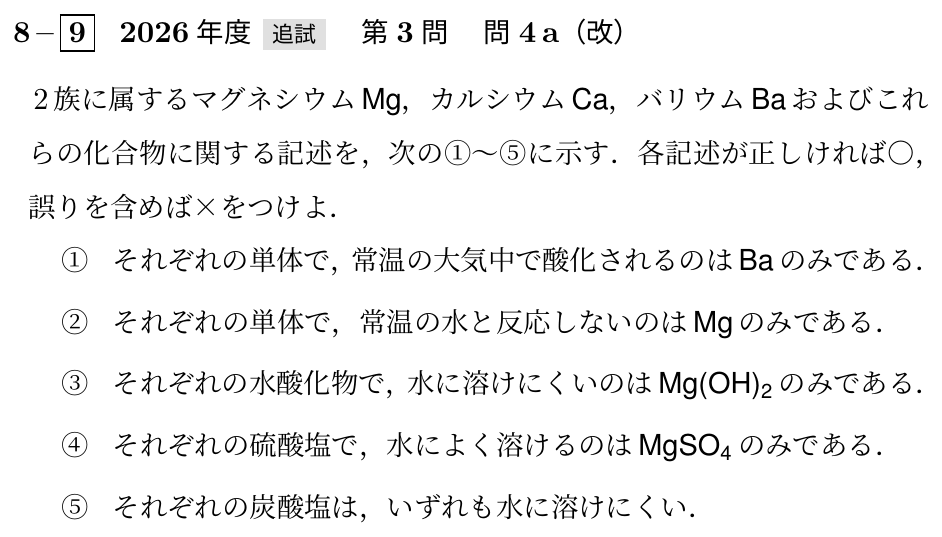 8－9 2026年度 追試 第3問 問4a（改）
2族に属するマグネシウムMg，カルシウムCa，バリウムBaおよびこれ
らの化合物に関する記述を，次の①～⑤に示す．各記述が正しければ○，
誤りを含めば×をつけよ．
① それぞれの単体で，常温の大気中で酸化されるのはBaのみである．
② それぞれの単体で，常温の水と反応しないのはMgのみである．
③ それぞれの水酸化物で，水に溶けにくいのはMg(OH)₂のみである．
④ それぞれの硫酸塩で，水によく溶けるのはMgSO₄のみである．
⑤ それぞれの炭酸塩は，いずれも水に溶けにくい．